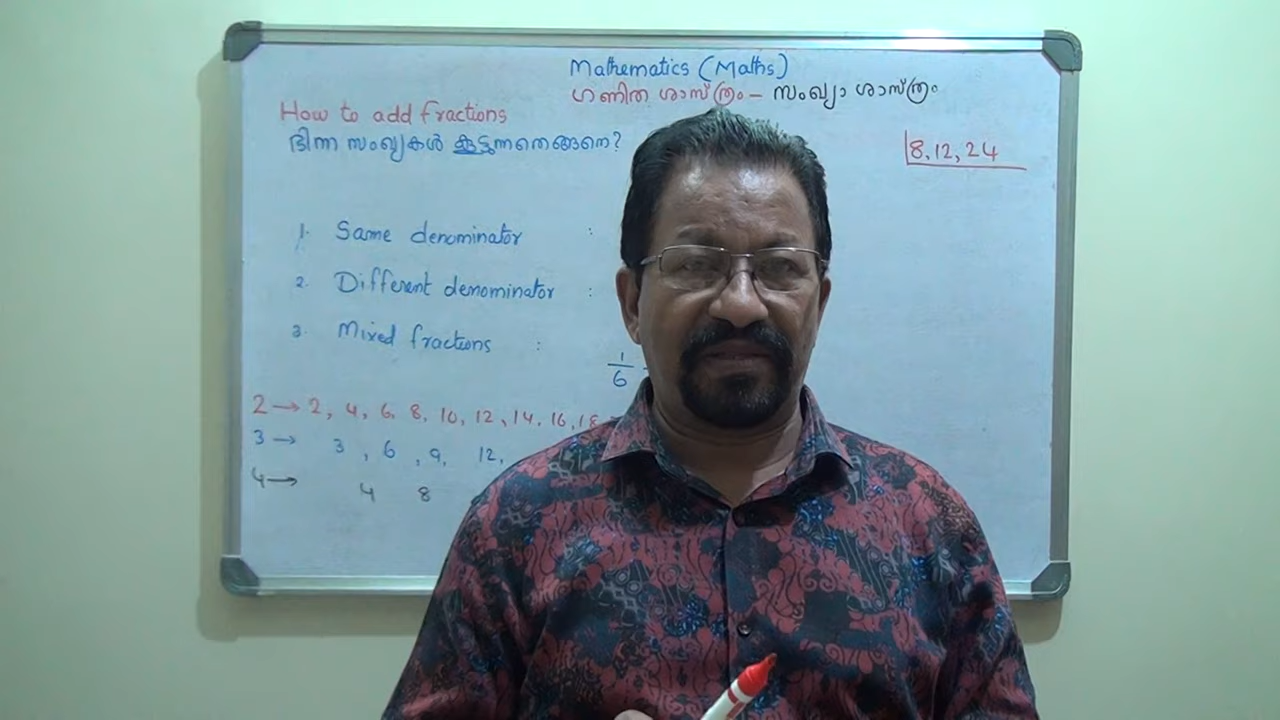 Mathematics (Maths)
ഗണിത ശാസ്ത്രം – സംഖ്യാ ശാസ്ത്രം
How to add fractions
ഭിന്ന സംഖ്യകൾ കൂട്ടുന്നതെങ്ങനെ?
8, 12, 24
1. Same denominator :
2. Different denominator :
3. Mixed fractions :
1/6
2 → 2, 4, 6, 8, 10, 12, 14, 16, 18
3 → 3, 6, 9, 12,
4 → 4 8